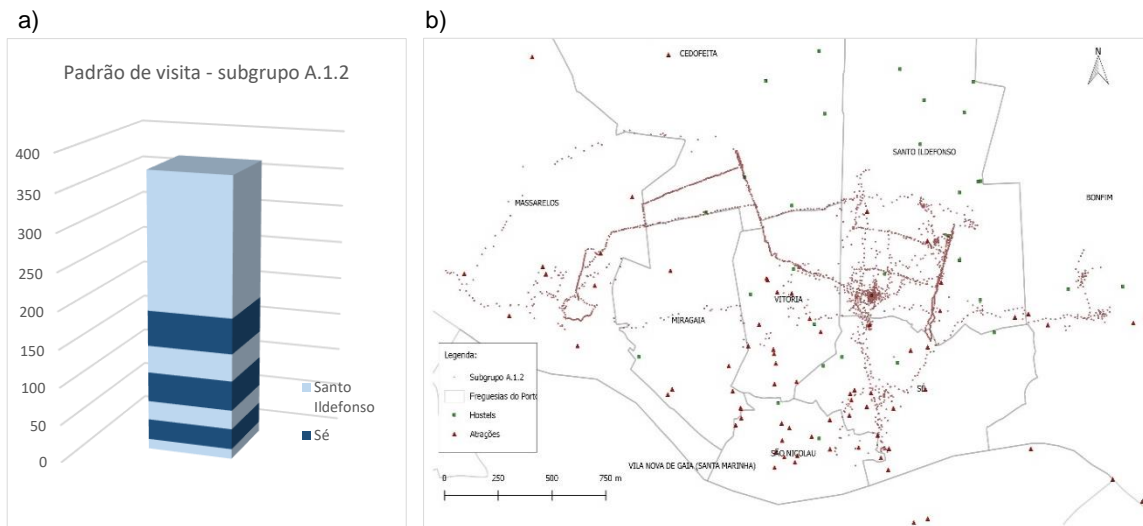 a)
b)
Padrão de visita - subgrupo A.1.2
400
350
300
250
200
150
100
50
0
Santo
Ildefonso
Sé
CEDOFEITA
N
SANTO ILDEFONSO
MASSARELOS
BONFIM
VITÓRIA
MIRAGAIA
SÉ
SÃO NICOLAU
VILA NOVA DE GAIA (SANTA MARINHA)
Legenda:
Subgrupo A.1.2
Freguesias do Porto
Hostels
Atrações
0 250 500 750 m